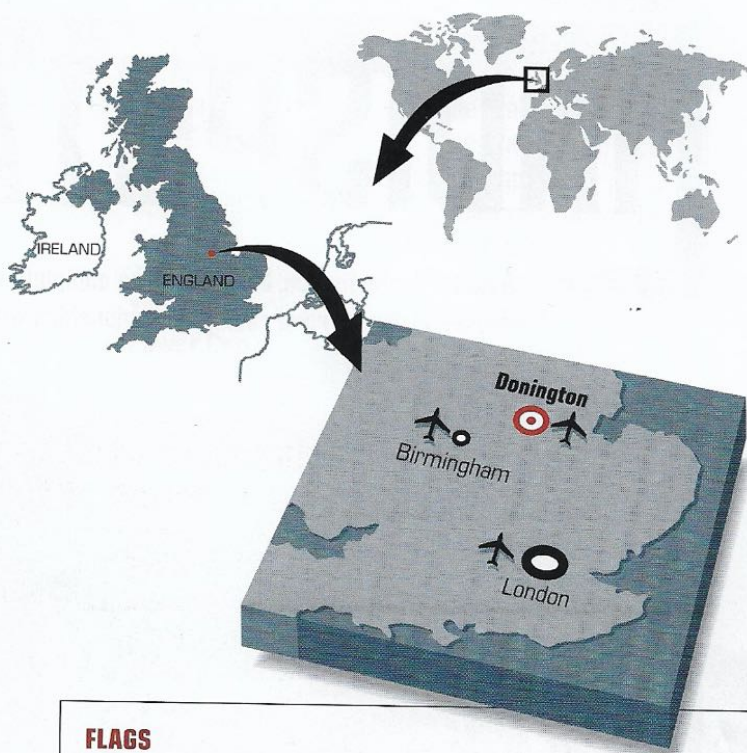 IRELAND
ENGLAND
Donington
Birmingham
London
FLAGS